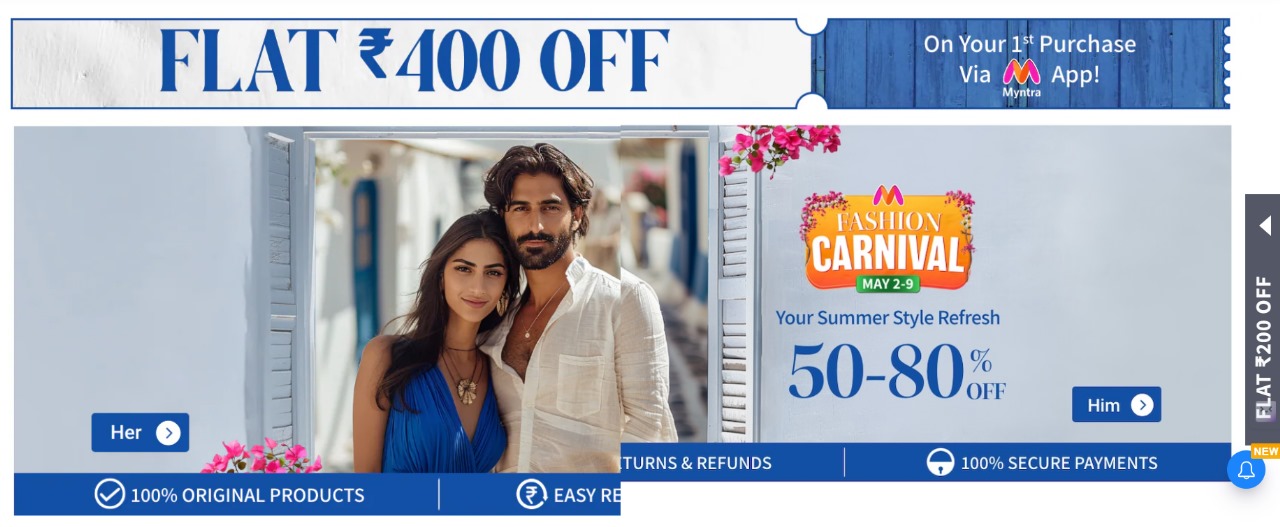 FLAT ₹400 OFF
On Your 1st Purchase
Via Myntra App!
FASHION
CARNIVAL
MAY 2-9
Your Summer Style Refresh
50-80% OFF
Her
Him
100% ORIGINAL PRODUCTS
EASY RE
TURNS & REFUNDS
100% SECURE PAYMENTS
FLAT ₹200 OFF
NEW